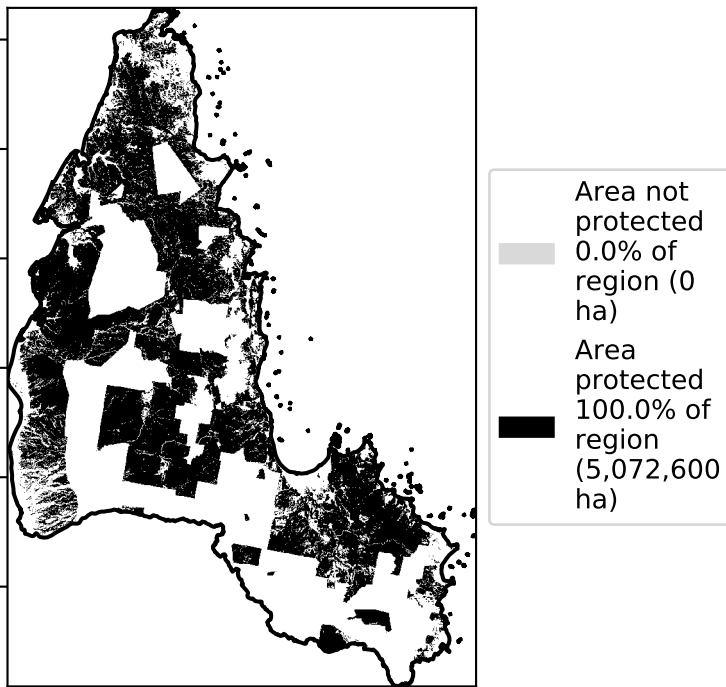 Area not
protected
0.0% of
region (0
ha)
Area
protected
100.0% of
region
(5,072,600
ha)